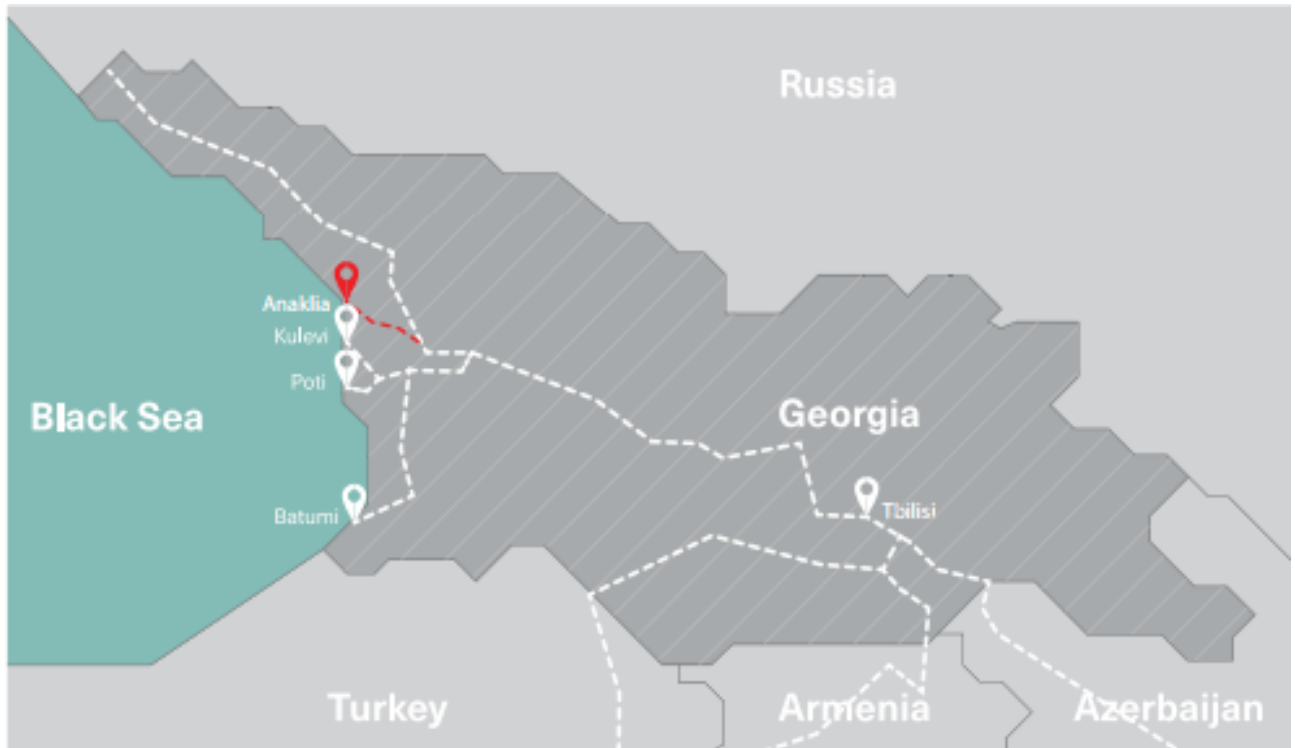 Russia
Anaklia
Kulevi
Poti
Black Sea
Georgia
Batumi
Tbilisi
Turkey
Armenia
Azerbaijan